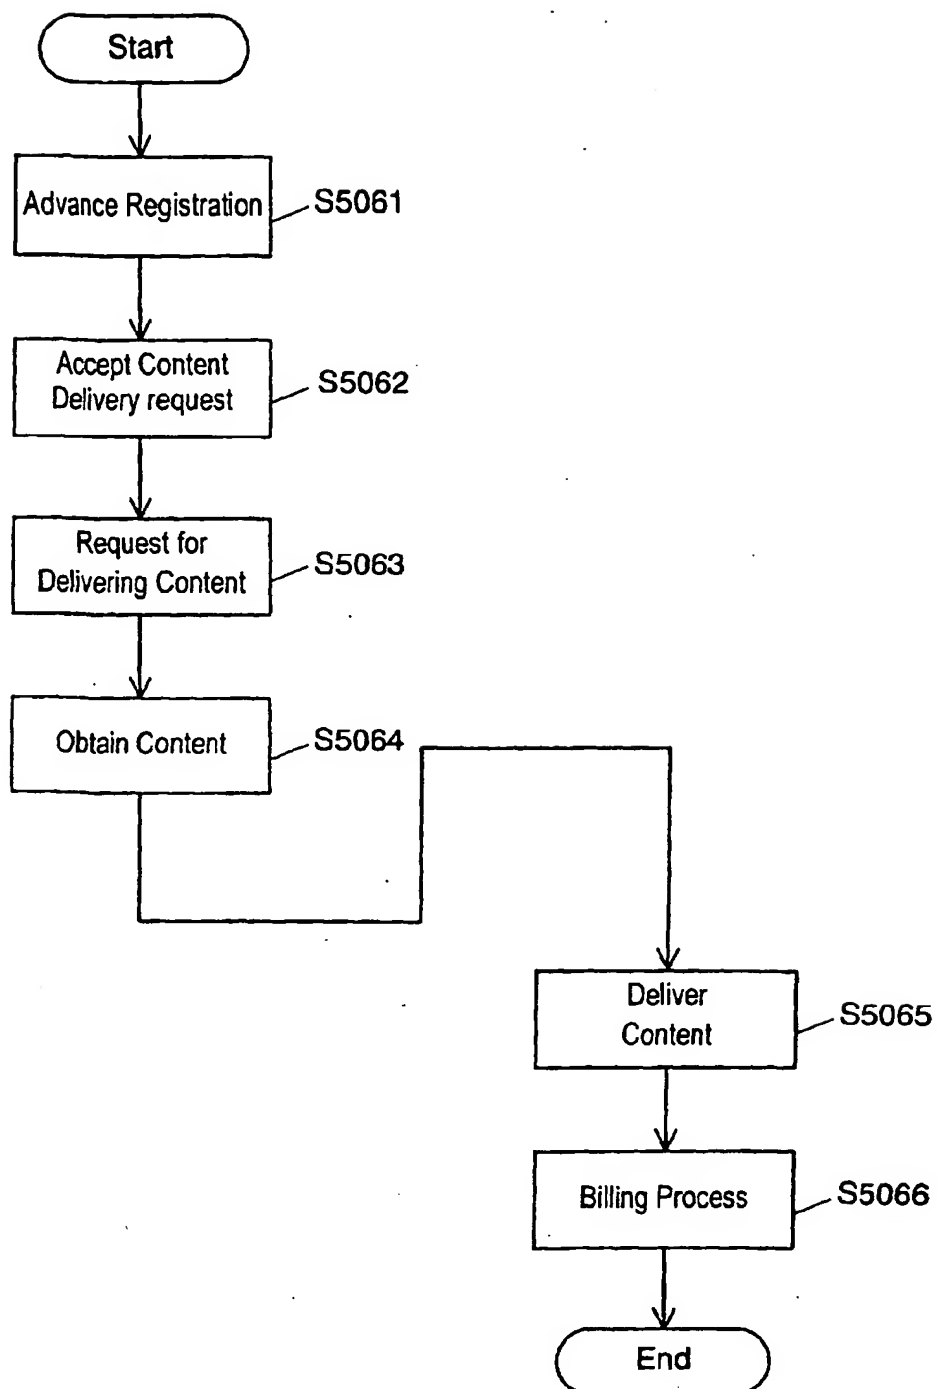 Start
Advance Registration
S5061
Accept Content
Delivery request
S5062
Request for
Delivering Content
S5063
Obtain Content
S5064
Deliver
Content
S5065
Billing Process
S5066
End